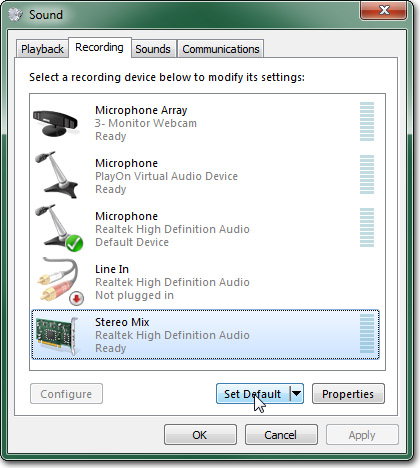 Sound
Playback Recording Sounds Communications
Select a recording device below to modify its settings:
Microphone Array
3- Monitor Webcam
Ready
Microphone
PlayOn Virtual Audio Device
Ready
Microphone
Realtek High Definition Audio
Default Device
Line In
Realtek High Definition Audio
Not plugged in
Stereo Mix
Realtek High Definition Audio
Ready
Configure Set Default Properties
OK Cancel Apply